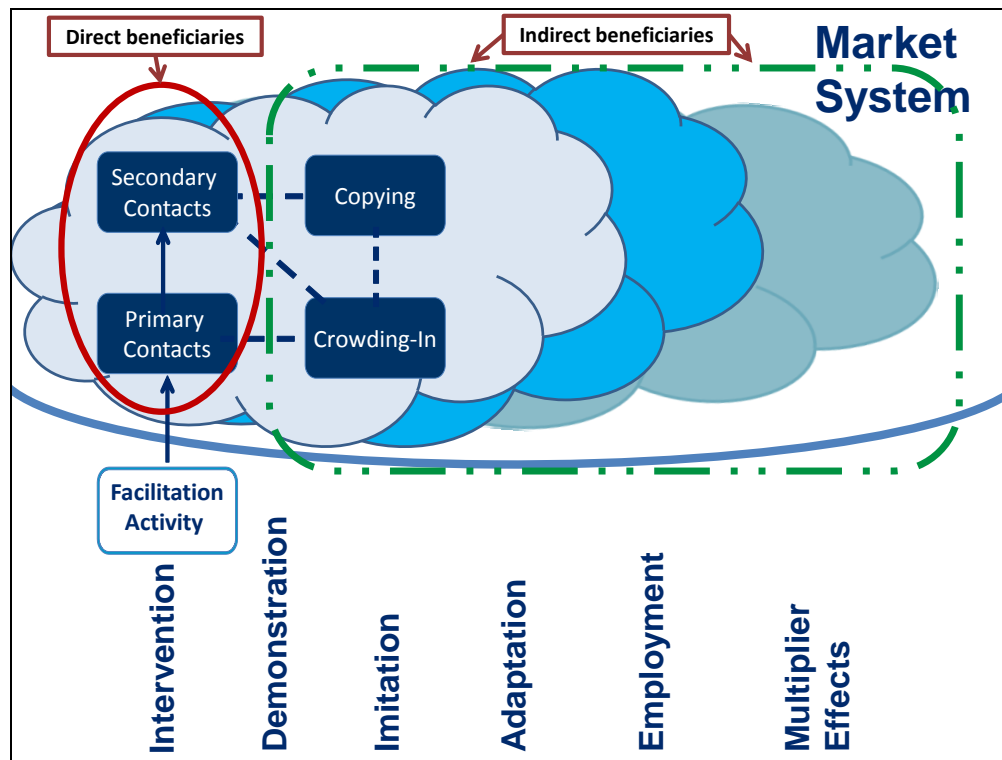 Direct beneficiaries
Indirect beneficiaries
Market
System
Secondary
Contacts
Copying
Primary
Contacts
Crowding-In
Facilitation
Activity
Intervention
Demonstration
Imitation
Adaptation
Employment
Multiplier
Effects